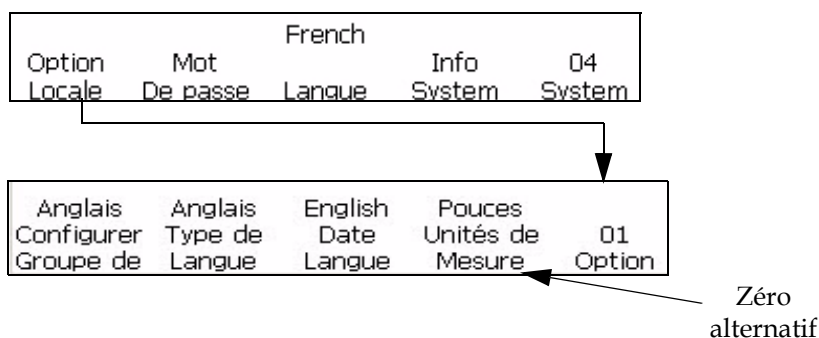 French
Option Mot Info 04
Locale De passe Langue System System
Anglais Anglais English Pouces
Configurer Type de Date Unités de 01
Groupe de Langue Langue Mesure Option
Zéro
alternatif